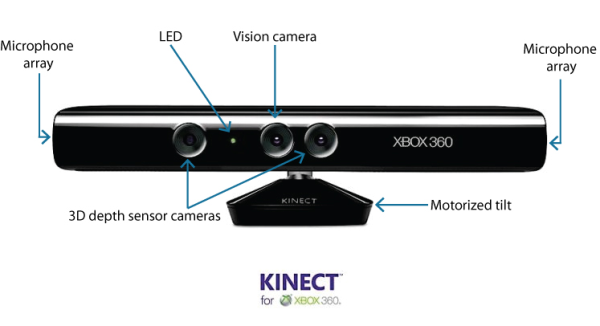 LED
Vision camera
Microphone
array
Microphone
array
XBOX 360
3D depth sensor cameras
KINECT
Motorized tilt
KINECT™
for XBOX 360.